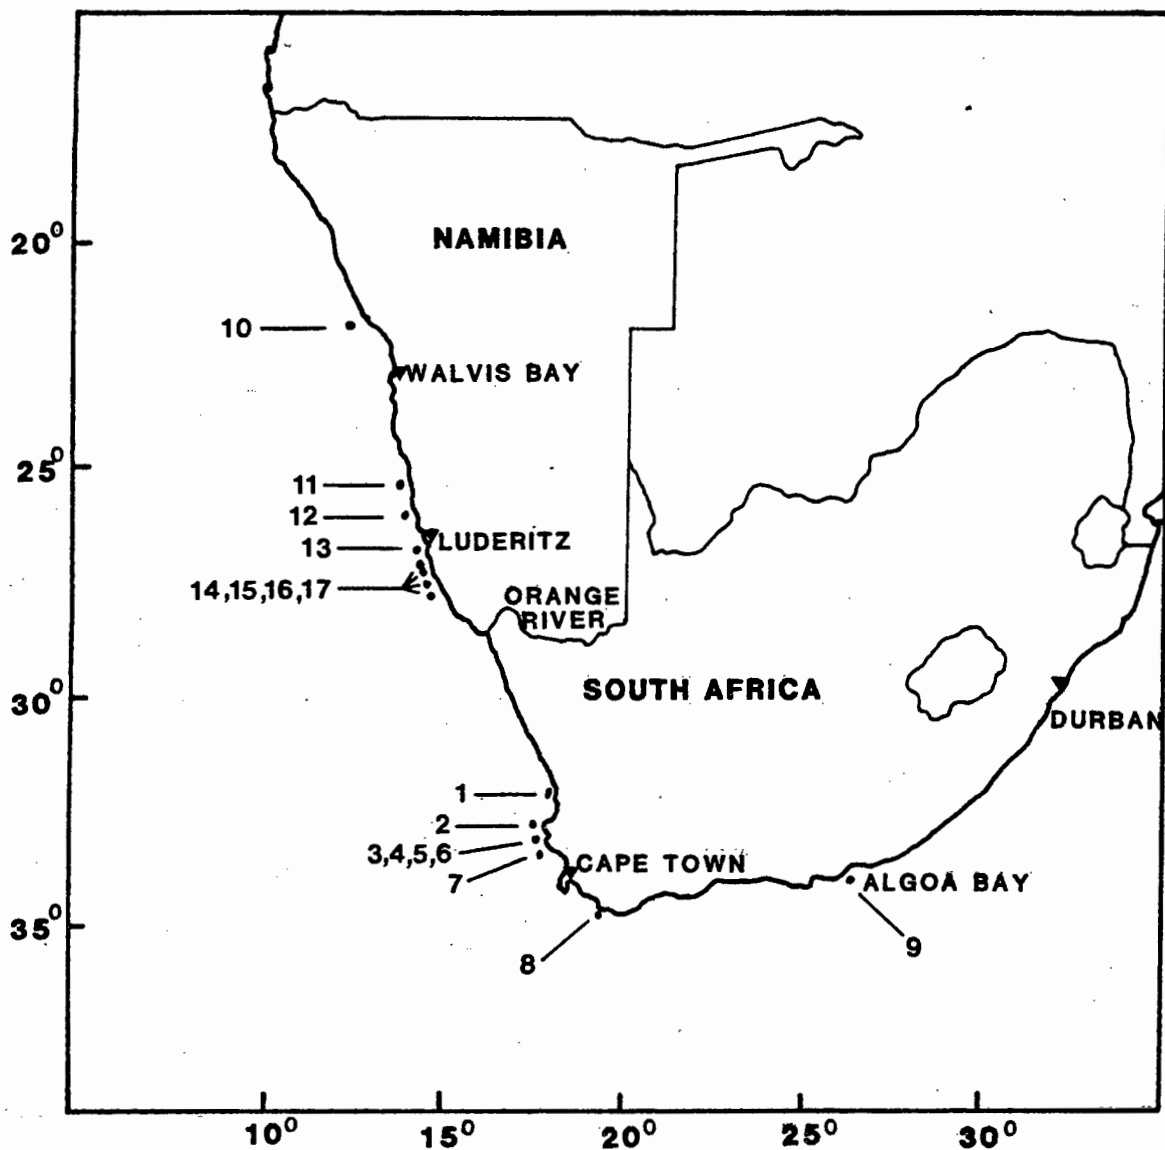 20°
NAMIBIA
10
WALVIS BAY
25°
11
12
13
LUDERITZ
14,15,16,17
ORANGE
RIVER
30°
SOUTH AFRICA
DURBAN
1
2
3,4,5,6
7
CAPE TOWN
ALGOA BAY
35°
8
9
10° 15° 20° 25° 30°